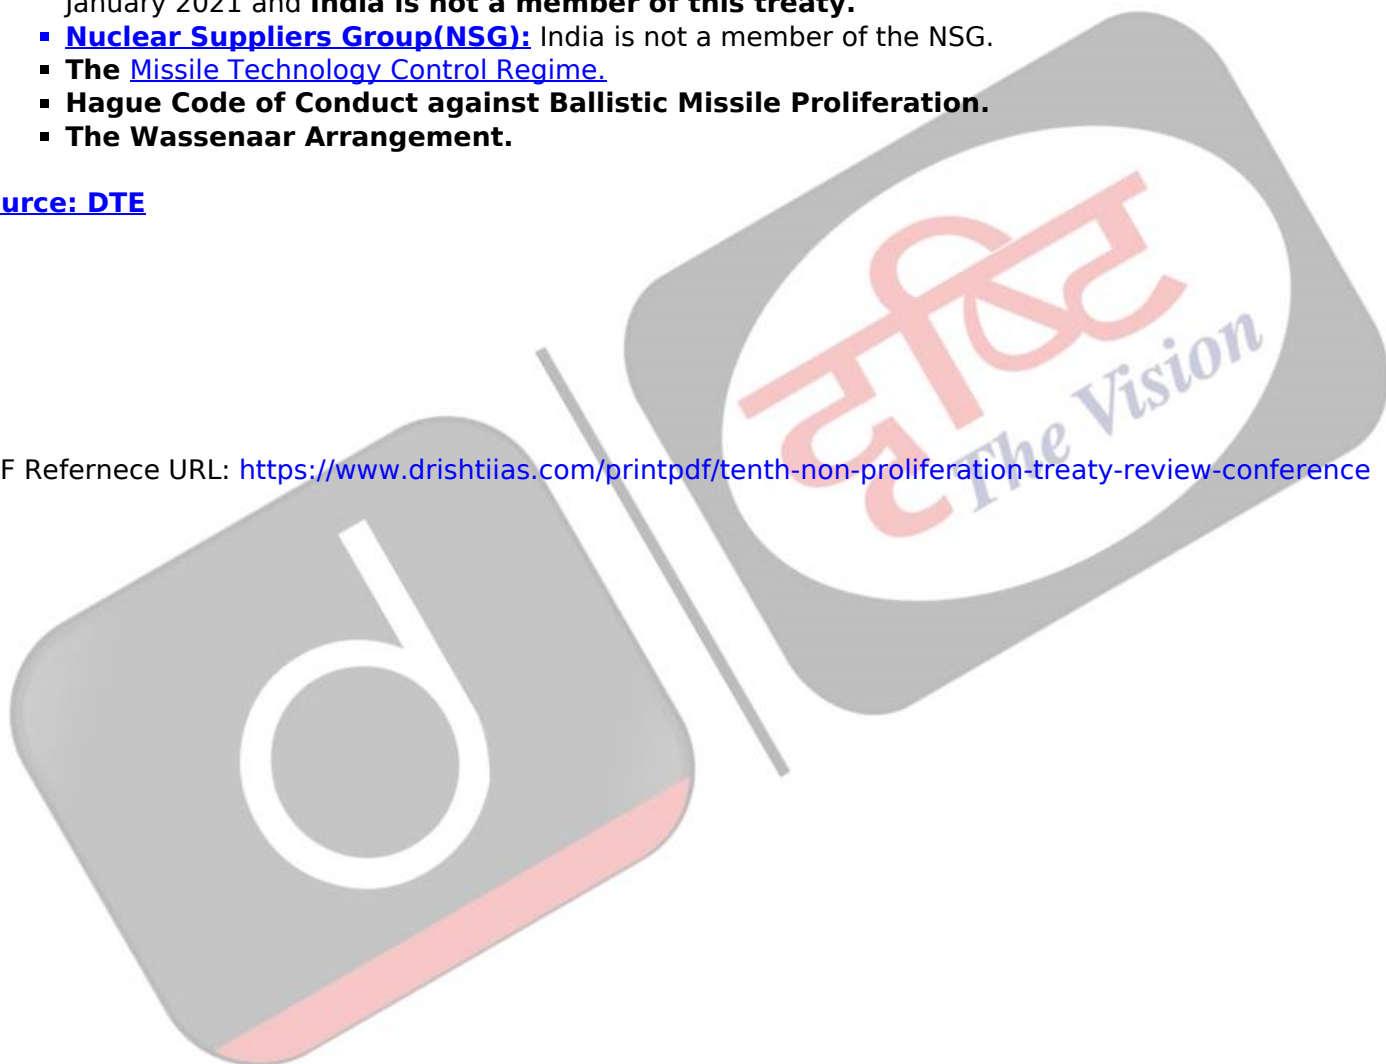 January 2021 and India is not a member of this treaty.
Nuclear Suppliers Group(NSG): India is not a member of the NSG.
The Missile Technology Control Regime.
Hague Code of Conduct against Ballistic Missile Proliferation.
The Wassenaar Arrangement.
urce: DTE
F Refernece URL: https://www.drishtiias.com/printpdf/tenth-non-proliferation-treaty-review-conference
दृष्टि
The Vision
d